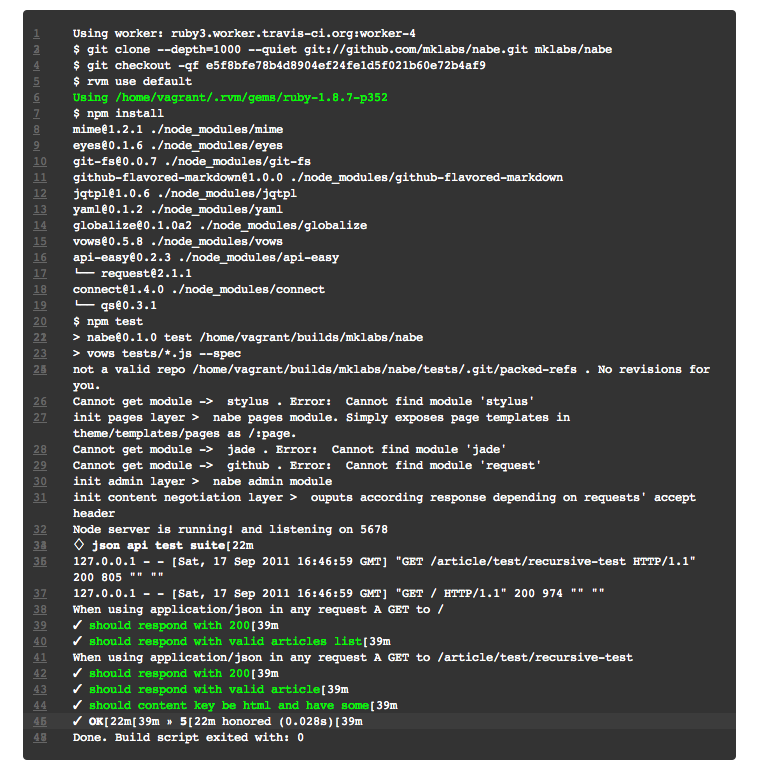 1 Using worker: ruby3.worker.travis-ci.org:worker-4
$ git clone --depth=1000 --quiet git://github.com/mklabs/nabe.git mklabs/nabe
4 $ git checkout -qf e5f8bfe78b4d8904ef24fe1d5f021b60e72b4af9
5 $ rvm use default
6 Using /home/vagrant/.rvm/gems/ruby-1.8.7-p352
7 $ npm install
8 mime@1.2.1 ./node_modules/mime
9 eyes@0.1.6 ./node_modules/eyes
10 git-fs@0.0.7 ./node_modules/git-fs
11 github-flavored-markdown@1.0.0 ./node_modules/github-flavored-markdown
12 jqtpl@1.0.6 ./node_modules/jqtpl
13 yaml@0.1.2 ./node_modules/yaml
14 globalize@0.1.0a2 ./node_modules/globalize
15 vows@0.5.8 ./node_modules/vows
16 api-easy@0.2.3 ./node_modules/api-easy
17 └── request@2.1.1
18 connect@1.4.0 ./node_modules/connect
19 └── qs@0.3.1
20 $ npm test
> nabe@0.1.0 test /home/vagrant/builds/mklabs/nabe
23 > vows tests/*.js --spec
not a valid repo /home/vagrant/builds/mklabs/nabe/tests/.git/packed-refs . No revisions for
you.
26 Cannot get module -> stylus . Error: Cannot find module 'stylus'
27 init pages layer > nabe pages module. Simply exposes page templates in
theme/templates/pages as /:page.
28 Cannot get module -> jade . Error: Cannot find module 'jade'
29 Cannot get module -> github . Error: Cannot find module 'request'
30 init admin layer > nabe admin module
31 init content negotiation layer > ouputs according response depending on requests' accept
header
32 Node server is running! and listening on 5678
♢ json api test suite[22m
127.0.0.1 - - [Sat, 17 Sep 2011 16:46:59 GMT] "GET /article/test/recursive-test HTTP/1.1"
200 805 "" ""
37 127.0.0.1 - - [Sat, 17 Sep 2011 16:46:59 GMT] "GET / HTTP/1.1" 200 974 "" ""
38 When using application/json in any request A GET to /
39 ✓ should respond with 200[39m
40 ✓ should respond with valid articles list[39m
41 When using application/json in any request A GET to /article/test/recursive-test
42 ✓ should respond with 200[39m
43 ✓ should respond with valid article[39m
44 ✓ should content key be html and have some[39m
✓ OK[22m[39m » 5[22m honored (0.028s)[39m
Done. Build script exited with: 0